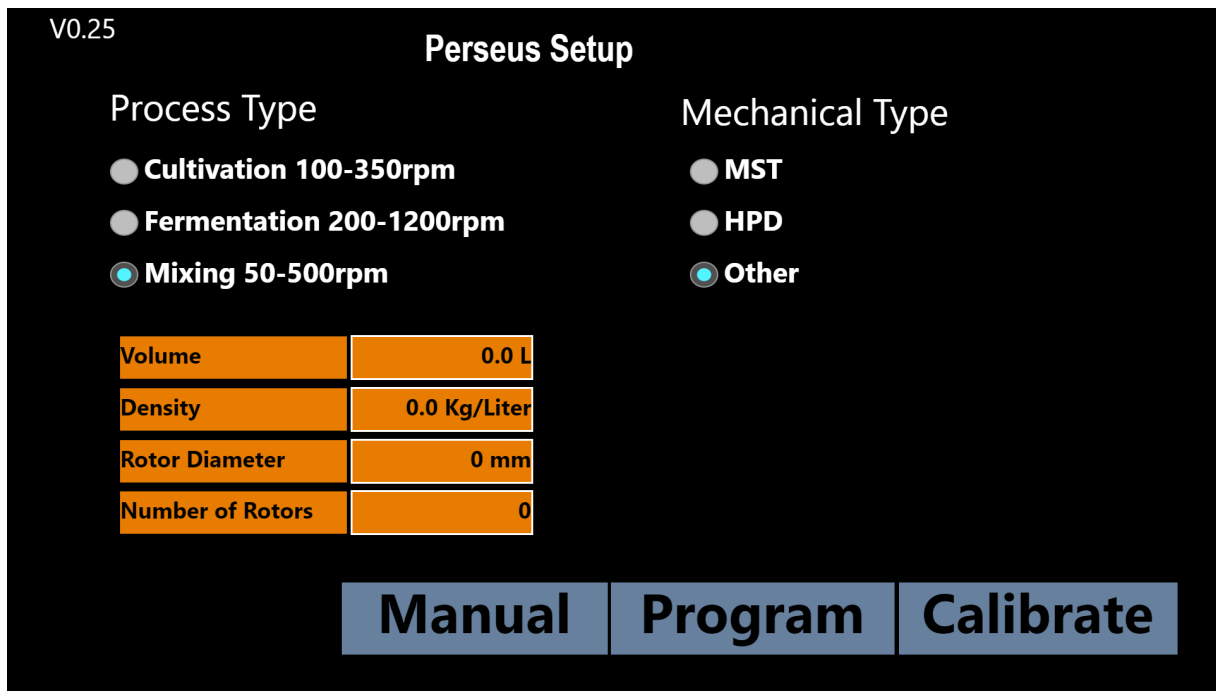 V0.25
Perseus Setup
Process Type
Cultivation 100-350rpm
Fermentation 200-1200rpm
Mixing 50-500rpm
Mechanical Type
MST
HPD
Other
Volume 0.0 L
Density 0.0 Kg/Liter
Rotor Diameter 0 mm
Number of Rotors 0
Manual Program Calibrate